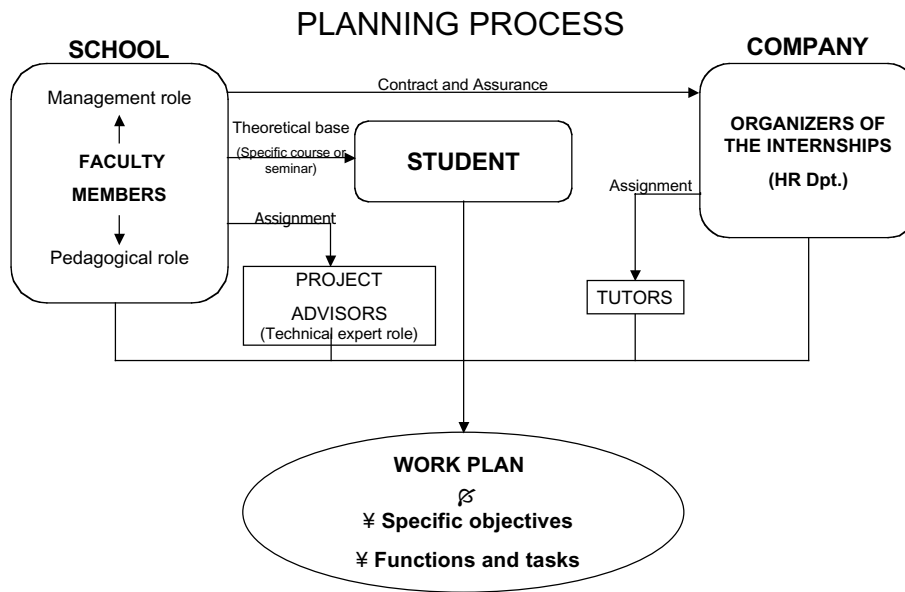 PLANNING PROCESS
SCHOOL
Management role
FACULTY
MEMBERS
Pedagogical role
Contract and Assurance
Theoretical base
(Specific course or
seminar)
STUDENT
Assignment
PROJECT
ADVISORS
(Technical expert role)
COMPANY
ORGANIZERS OF
THE INTERNSHIPS
(HR Dpt.)
Assignment
TUTORS
WORK PLAN
¥ Specific objectives
¥ Functions and tasks